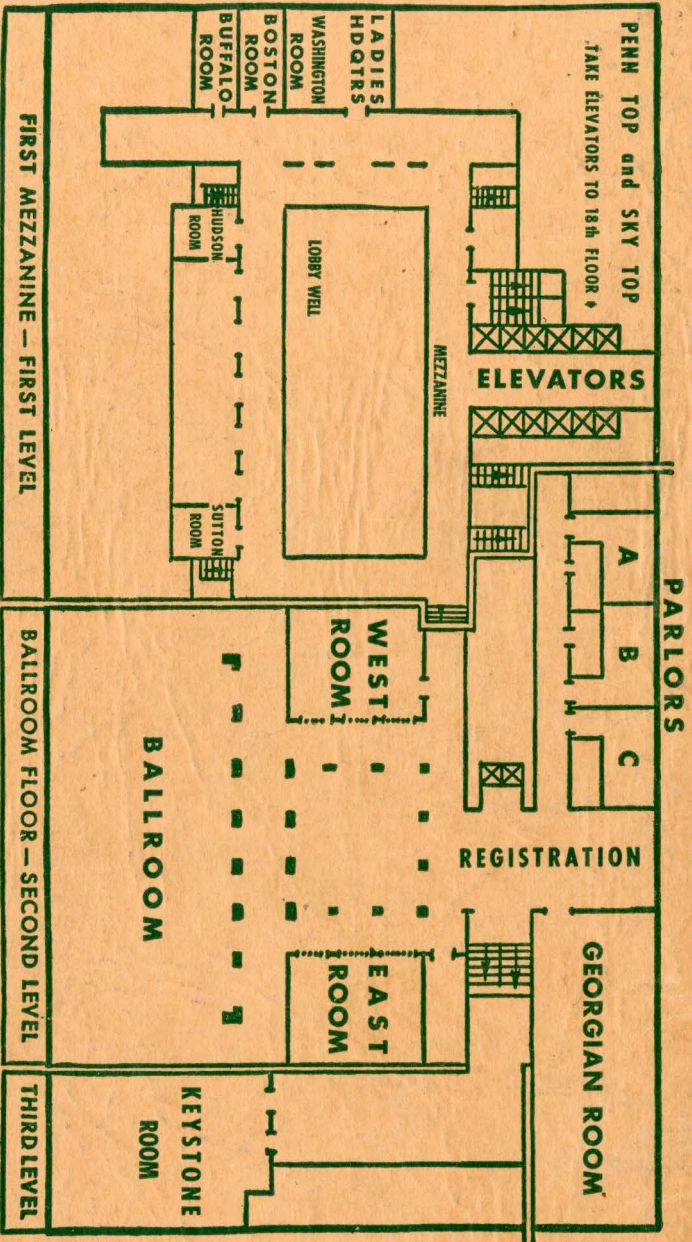 PENN TOP and SKY TOP
TAKE ELEVATORS TO 18th FLOOR
LADIES
HDQTRS
WASHINGTON
ROOM
BOSTON
ROOM
BUFFALO
ROOM
HUDSON
ROOM
LOBBY WELL
MEZZANINE
ELEVATORS
SUTTON
ROOM
FIRST MEZZANINE — FIRST LEVEL
PARLORS
A
B
C
WEST
ROOM
REGISTRATION
BALLROOM
EAST
ROOM
GEORGIAN ROOM
BALLROOM FLOOR — SECOND LEVEL
KEYSTONE
ROOM
THIRD LEVEL